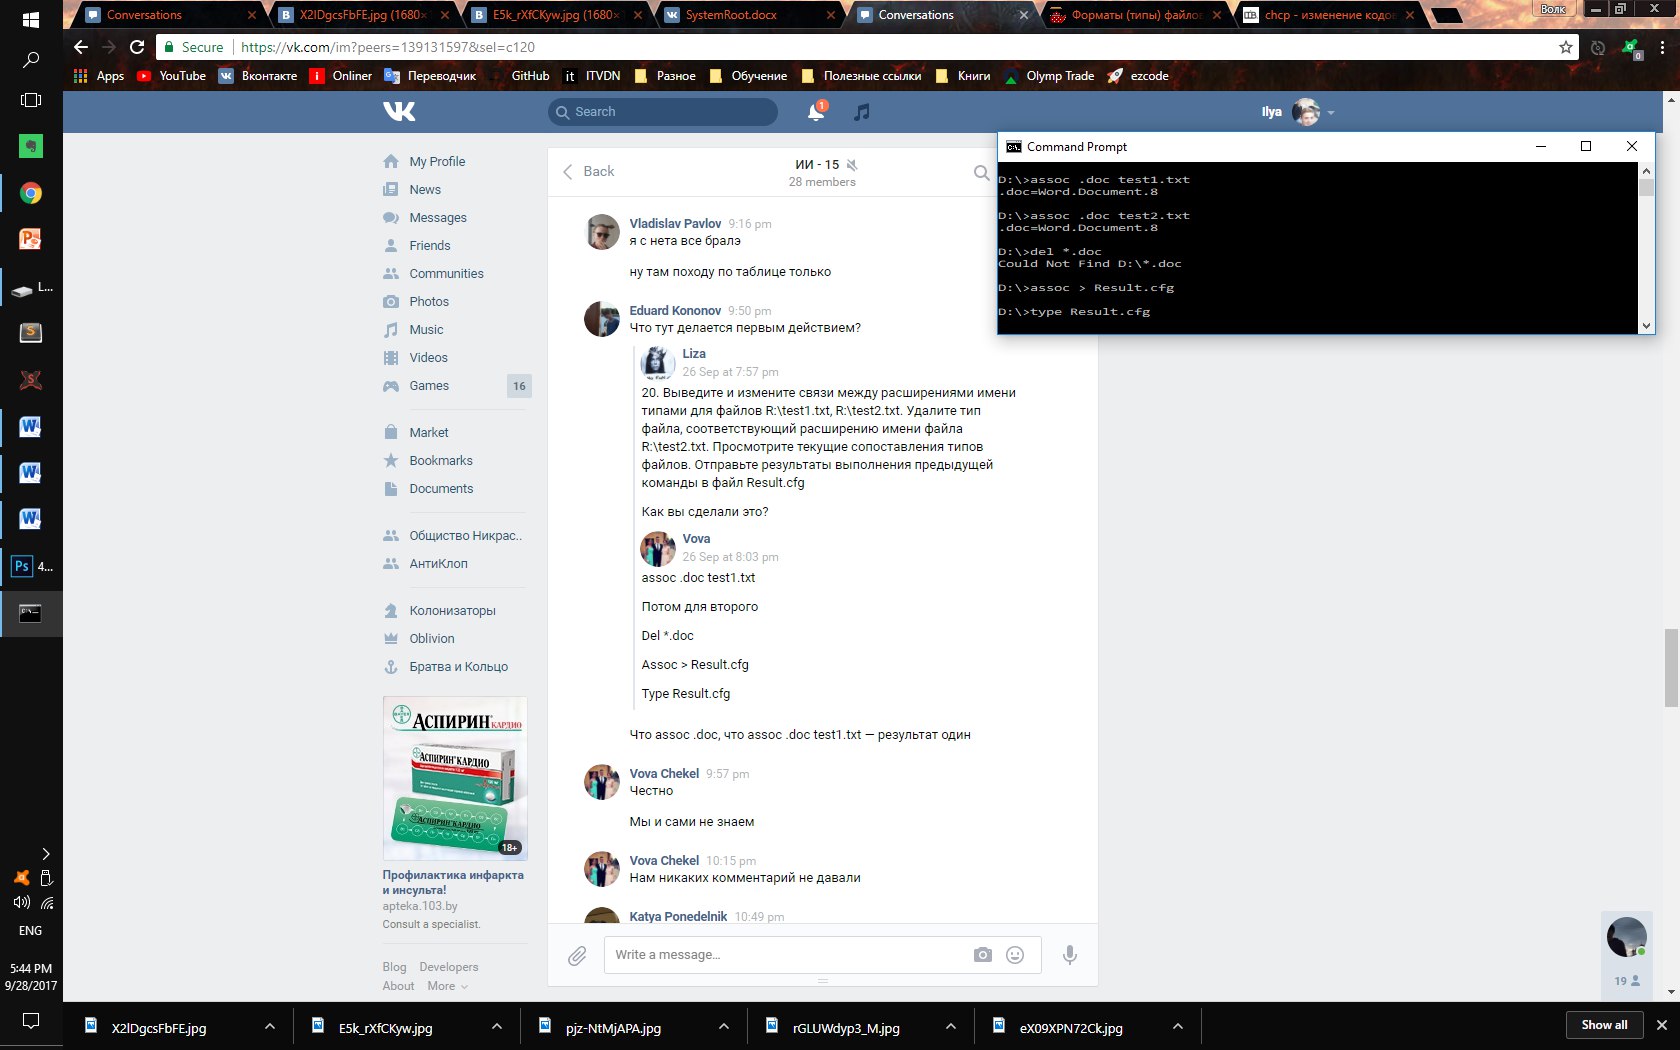 Conversations
X2IDgcsFbFE.jpg (1680×
E5k_rXfCKyw.jpg (1680×
SystemRoot.docx
Conversations
Форматы (типы) файлов
chcp - изменение кодов
Волк
Secure
https://vk.com/im?peers=139131597&sel=c120
Apps
YouTube
Вконтакте
Onliner
Переводчик
GitHub
it ITVDN
Разное
Обучение
Полезные ссылки
Книги
Olymp Trade
ezcode
0
Search
1
Ilya
My Profile
News
Messages
Friends
Communities
Photos
Music
Videos
Games 16
Market
Bookmarks
Documents
Общиство Никрас..
АнтиКлоп
Колонизаторы
Oblivion
Братва и Кольцо
АСПИРИН КАРДИО
АСПИРИН КАРДИО
АСПИРИН КАРДИО
18+
Профилактика инфаркта
и инсульта!
apteka.103.by
Consult a specialist.
Blog Developers
About More
Back
ИИ - 15
28 members
Vladislav Pavlov 9:16 pm
я с нета все бралэ
ну там походу по таблице только
Eduard Kononov 9:50 pm
Что тут делается первым действием?
Liza
26 Sep at 7:57 pm
20. Выведите и измените связи между расширениями имени
типами для файлов R:\test1.txt, R:\test2.txt. Удалите тип
файла, соответствующий расширению имени файла
R:\test2.txt. Просмотрите текущие сопоставления типов
файлов. Отправьте результаты выполнения предыдущей
команды в файл Result.cfg
Как вы сделали это?
Vova
26 Sep at 8:03 pm
assoc .doc test1.txt
Потом для второго
Del *.doc
Assoc > Result.cfg
Type Result.cfg
Что assoc .doc, что assoc .doc test1.txt — результат один
Vova Chekel 9:57 pm
Честно
Мы и сами не знаем
Vova Chekel 10:15 pm
Нам никаких комментарий не давали
Katya Ponedelnik 10:49 pm
Write a message...
Command Prompt
D:\>assoc .doc test1.txt
.doc=Word.Document.8
D:\>assoc .doc test2.txt
.doc=Word.Document.8
D:\>del *.doc
Could Not Find D:\*.doc
D:\>assoc > Result.cfg
D:\>type Result.cfg
19
L...
Ps 4...
ENG
5:44 PM
9/28/2017
X2IDgcsFbFE.jpg
E5k_rXfCKyw.jpg
pjz-NtMjAPA.jpg
rGLUWdyp3_M.jpg
eX09XPN72Ck.jpg
Show all